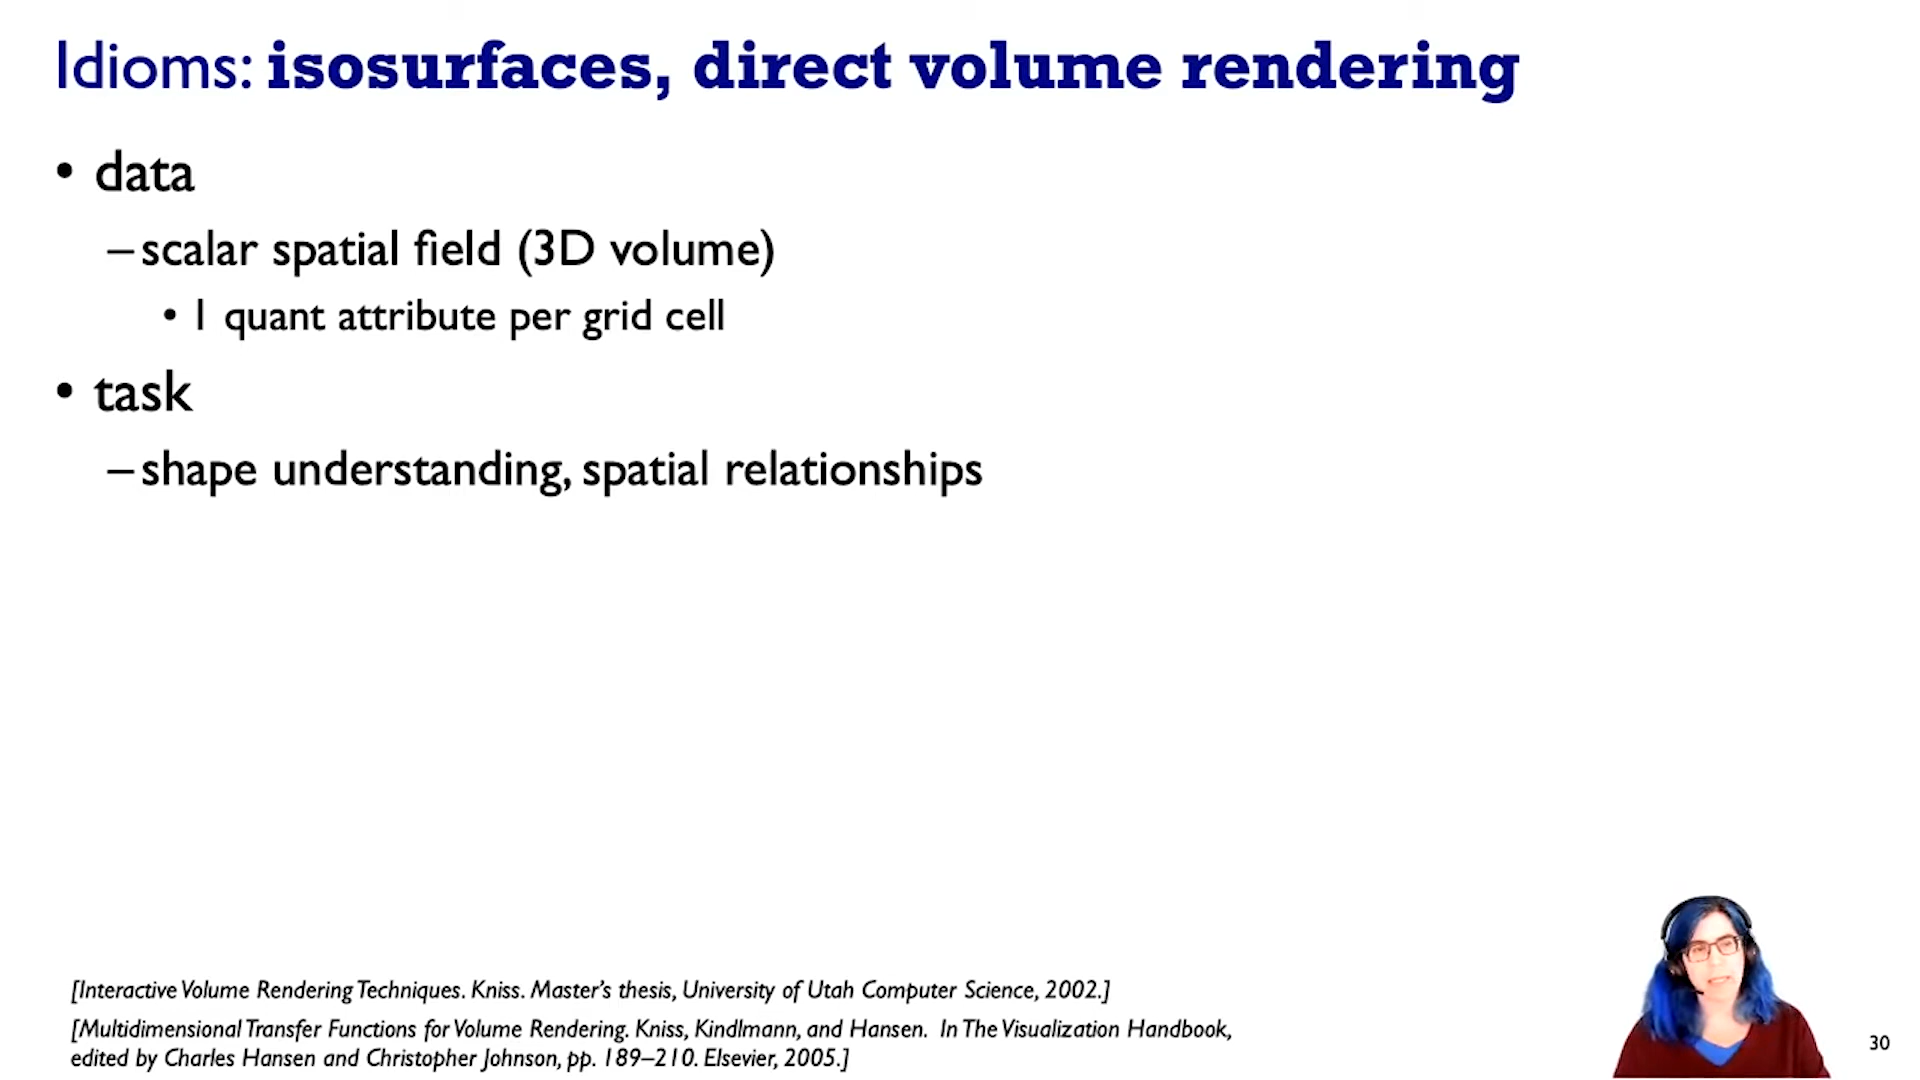 Idioms: isosurfaces, direct volume rendering
• data
– scalar spatial field (3D volume)
• 1 quant attribute per grid cell
• task
– shape understanding, spatial relationships
[Interactive Volume Rendering Techniques. Kniss. Master’s thesis, University of Utah Computer Science, 2002.]
[Multidimensional Transfer Functions for Volume Rendering. Kniss, Kindlmann, and Hansen. In The Visualization Handbook,
edited by Charles Hansen and Christopher Johnson, pp. 189–210. Elsevier, 2005.]
30